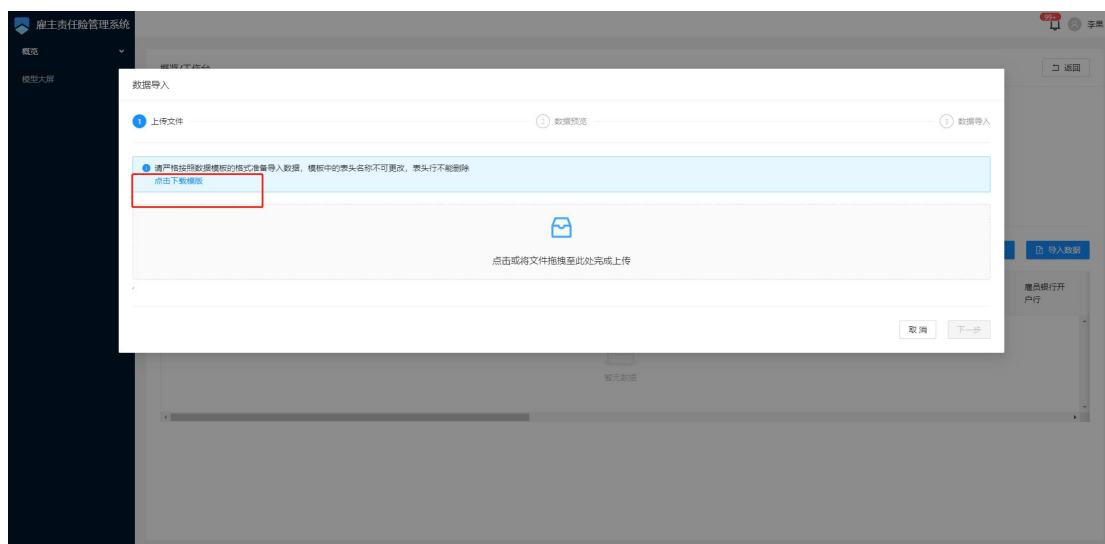 雇主责任险管理系统
99+
李果
概览
概览/工作台
返回
模型大屏
数据导入
1 上传文件
2 数据预览
3 数据导入
请严格按照数据模板的格式准备导入数据，模板中的表头名称不可更改，表头行不能删除
点击下载模版
导入数据
点击或将文件拖拽至此处完成上传
雇员银行开
户行
取消
下一步
暂无数据